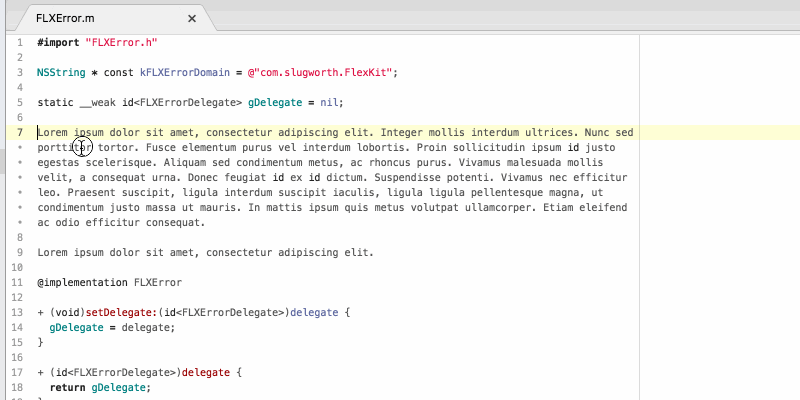 FLXError.m ×
1 #import "FLXError.h"
2
3 NSString * const kFLXErrorDomain = @"com.slugworth.FlexKit";
4
5 static __weak id<FLXErrorDelegate> gDelegate = nil;
6
7 Lorem ipsum dolor sit amet, consectetur adipiscing elit. Integer mollis interdum ultrices. Nunc sed
• porttitor tortor. Fusce elementum purus vel interdum lobortis. Proin sollicitudin ipsum id justo
• egestas scelerisque. Aliquam sed condimentum metus, ac rhoncus purus. Vivamus malesuada mollis
• velit, a consequat urna. Donec feugiat id ex id dictum. Suspendisse potenti. Vivamus nec efficitur
• leo. Praesent suscipit, ligula interdum suscipit iaculis, ligula ligula pellentesque magna, ut
• condimentum justo massa ut mauris. In mattis ipsum quis metus volutpat ullamcorper. Etiam eleifend
• ac odio efficitur consequat.
8
9 Lorem ipsum dolor sit amet, consectetur adipiscing elit.
10
11 @implementation FLXError
12
13 + (void)setDelegate:(id<FLXErrorDelegate>)delegate {
14 gDelegate = delegate;
15 }
16
17 + (id<FLXErrorDelegate>)delegate {
18 return gDelegate;